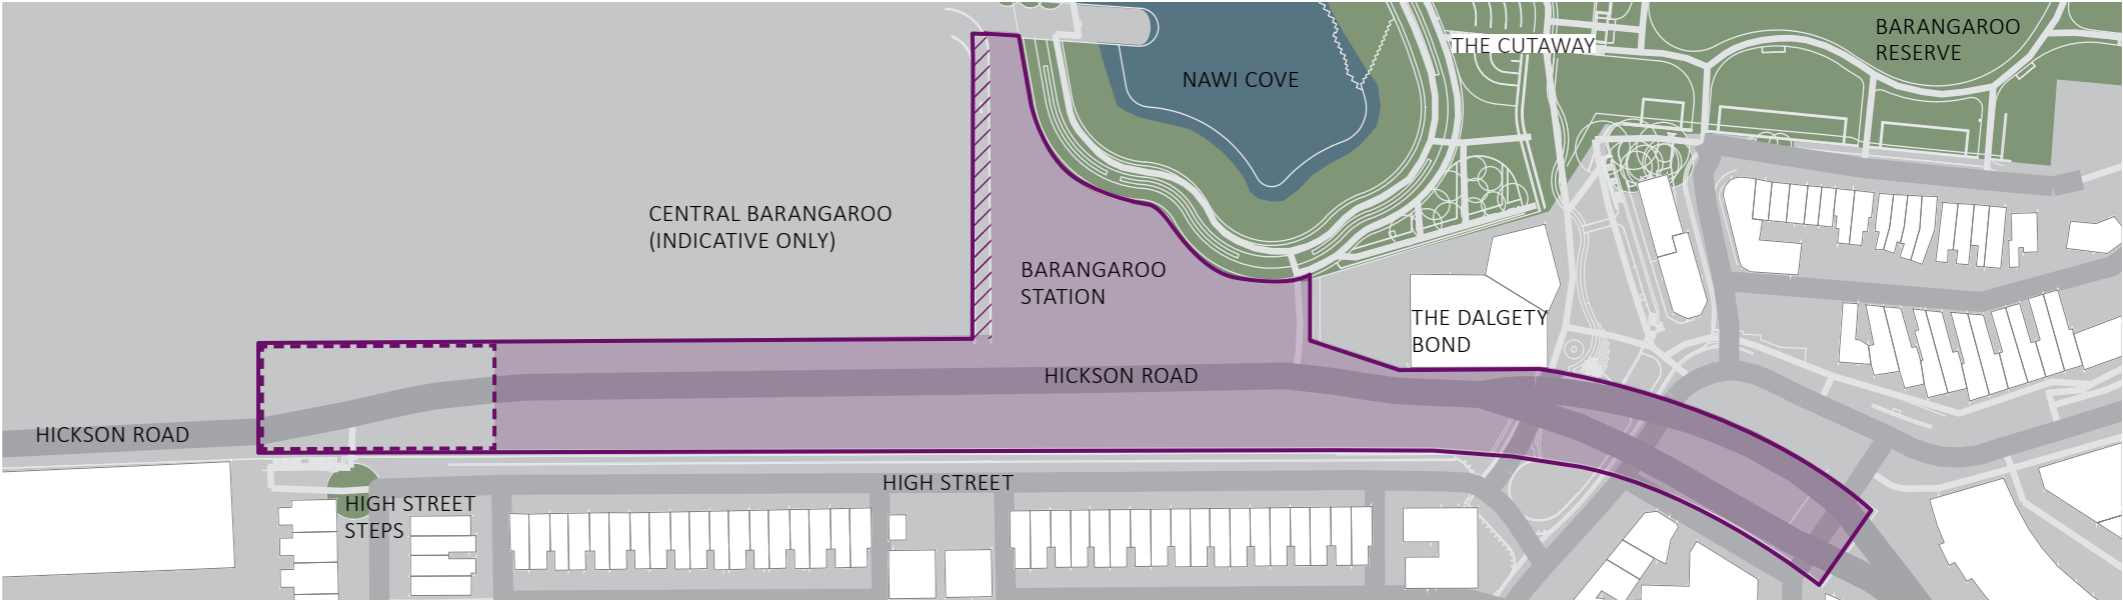 BARANGAROO
RESERVE
THE CUTAWAY
NAWI COVE
CENTRAL BARANGAROO
(INDICATIVE ONLY)
BARANGAROO
STATION
THE DALGETY
BOND
HICKSON ROAD
HICKSON ROAD
HIGH STREET
HIGH STREET
STEPS